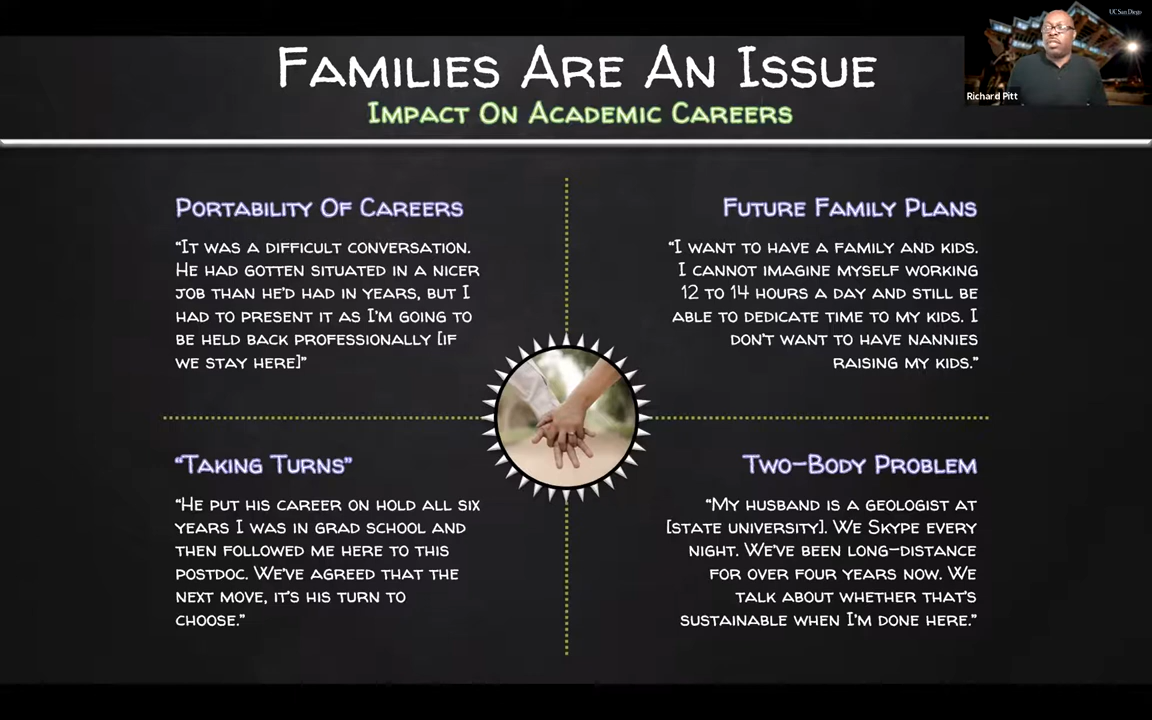 UC San Diego
Families Are An Issue
Impact On Academic Careers
Richard Pitt
Portability Of Careers
“It was a difficult conversation.
He had gotten situated in a nicer
job than he'd had in years, but I
had to present it as I'm going to
be held back professionally [if
we stay here]”
Future Family Plans
“I want to have a family and kids.
I cannot imagine myself working
12 to 14 hours a day and still be
able to dedicate time to my kids. I
don't want to have nannies
raising my kids.”
“Taking Turns”
“He put his career on hold all six
years I was in grad school and
then followed me here to this
postdoc. We've agreed that the
next move, it's his turn to
choose.”
Two-Body Problem
“My husband is a geologist at
[state university]. We Skype every
night. We've been long-distance
for over four years now. We
talk about whether that's
sustainable when I'm done here.”